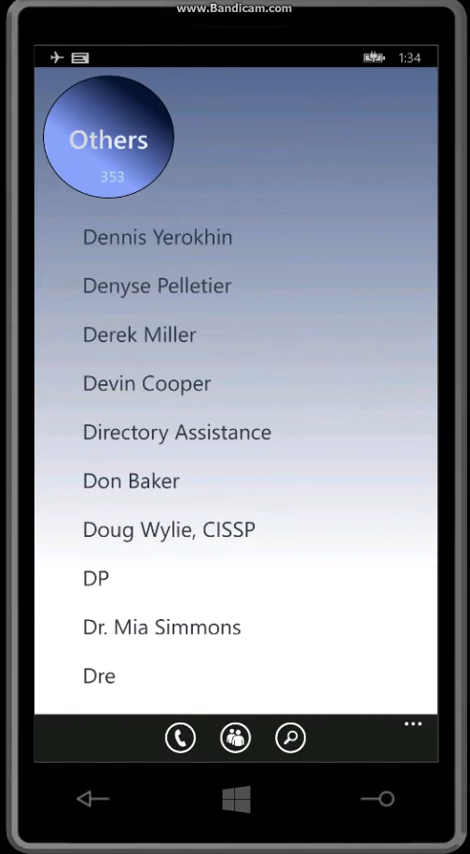 www.Bandicam.com
1:34
Others
353
Dennis Yerokhin
Denyse Pelletier
Derek Miller
Devin Cooper
Directory Assistance
Don Baker
Doug Wylie, CISSP
DP
Dr. Mia Simmons
Dre